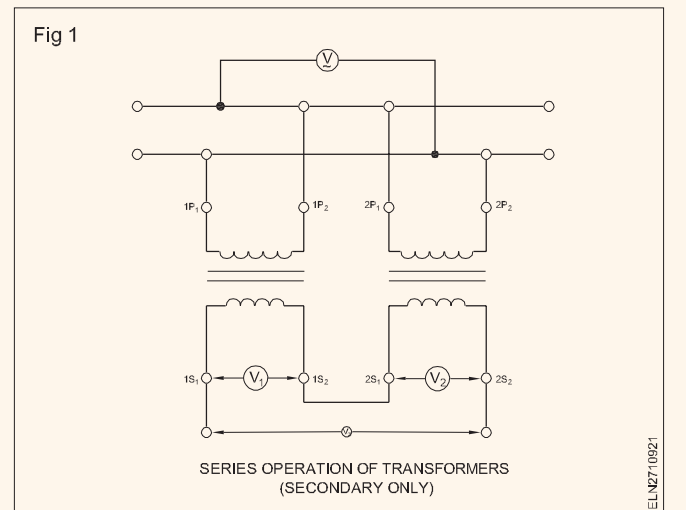 Fig 1
V
~
1P₁
1P₂
2P₁
2P₂
1S₁
V₁
1S₂
2S₁
V₂
2S₂
SERIES OPERATION OF TRANSFORMERS
(SECONDARY ONLY)
ELN2710921